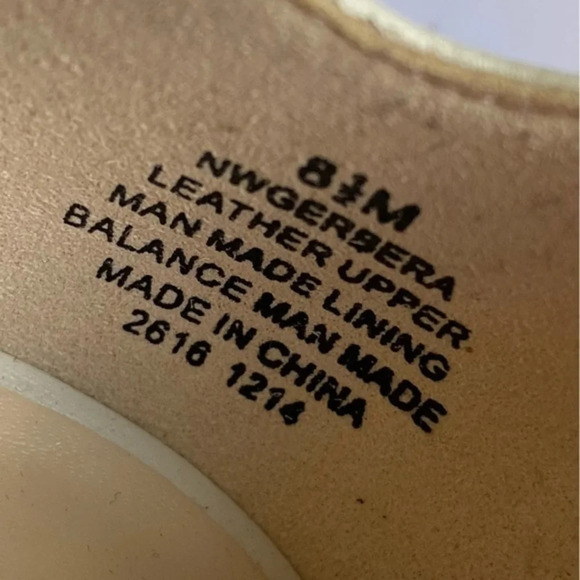 8½M
NWGERBERA
LEATHER UPPER
MAN MADE LINING
BALANCE MAN MADE
MADE IN CHINA
2616 1214